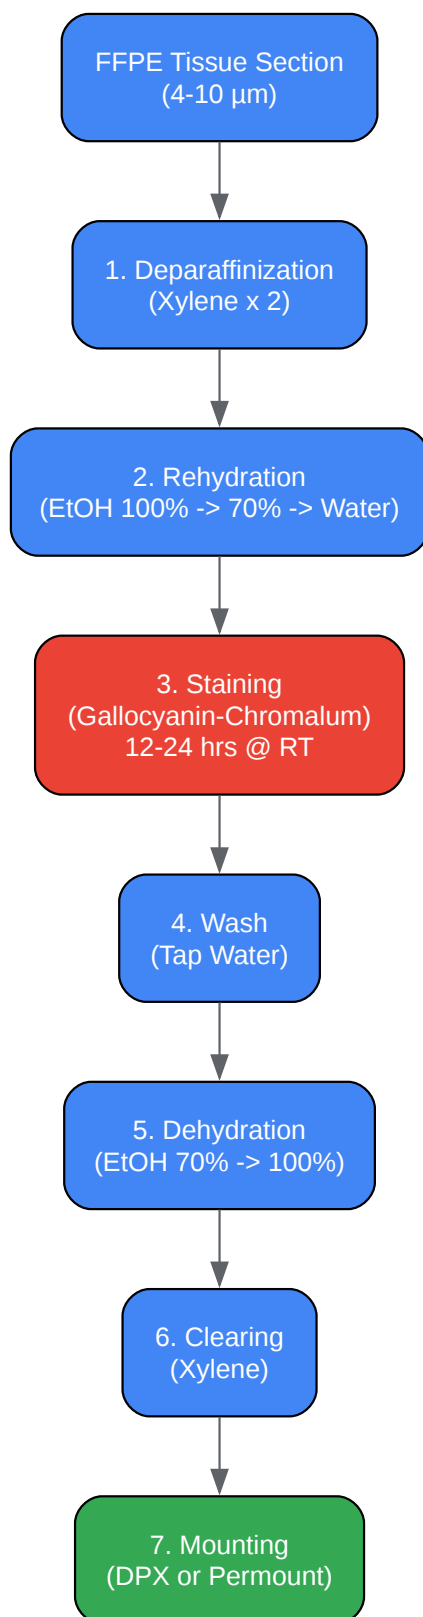 FFPE Tissue Section
(4-10 µm)
1. Deparaffinization
(Xylene x 2)
2. Rehydration
(EtOH 100% -> 70% -> Water)
3. Staining
(Gallocyanin-Chromalum)
12-24 hrs @ RT
4. Wash
(Tap Water)
5. Dehydration
(EtOH 70% -> 100%)
6. Clearing
(Xylene)
7. Mounting
(DPX or Permount)